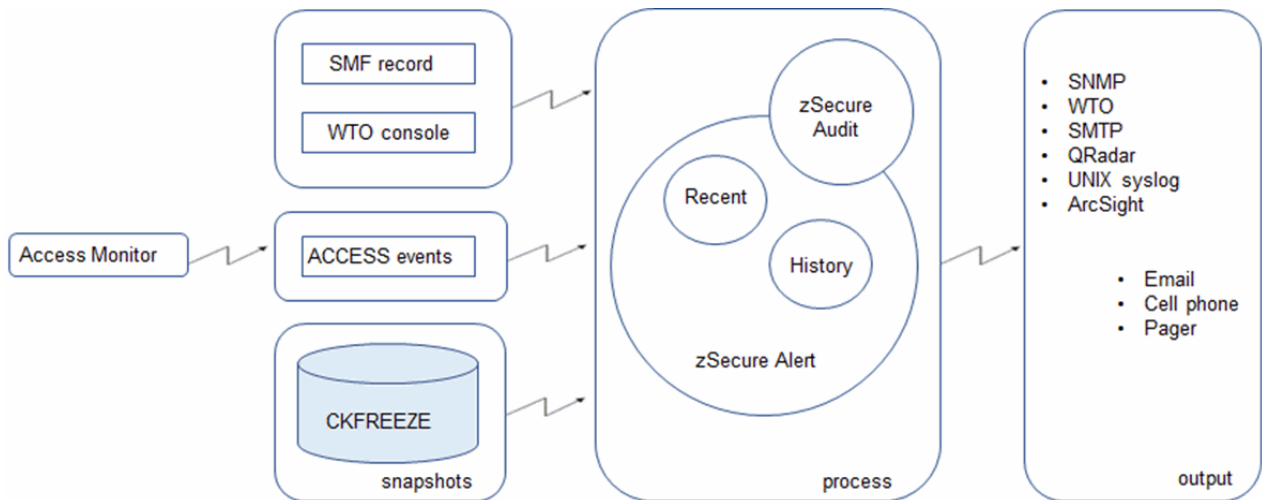 SMF record
WTO console
Access Monitor
ACCESS events
CKFREEZE
snapshots
zSecure
Audit
Recent
History
zSecure Alert
process
• SNMP
• WTO
• SMTP
• QRadar
• UNIX syslog
• ArcSight
• Email
• Cell phone
• Pager
output